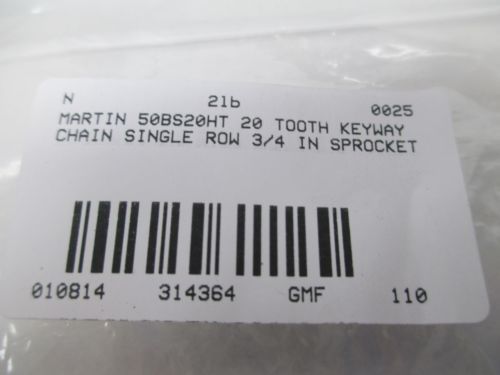 N 21b 0025
MARTIN 50BS20HT 20 TOOTH KEYWAY
CHAIN SINGLE ROW 3/4 IN SPROCKET
010814 314364 GMF 110